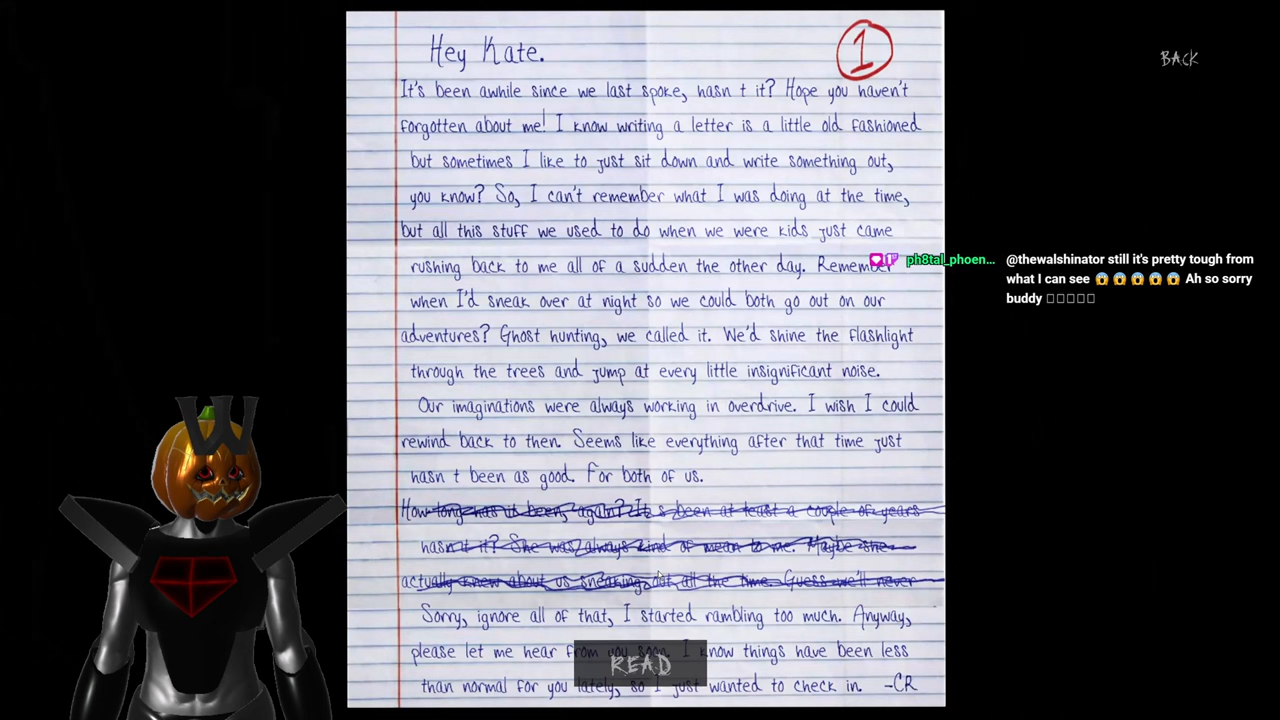 Hey Kate.
1
BACK
It's been awhile since we last spoke, hasn t it? Hope you haven't
forgotten about me! I know writing a letter is a little old fashioned
but sometimes I like to just sit down and write something out,
you know? So, I can't remember what I was doing at the time,
but all this stuff we used to do when we were kids just came
rushing back to me all of a sudden the other day. Remember
when I'd sneak over at night so we could both go out on our
adventures? Ghost hunting, we called it. We'd shine the flashlight
through the trees and jump at every little insignificant noise.
Our imaginations were always working in overdrive. I wish I could
rewind back to then. Seems like everything after that time just
hasn t been as good. For both of us.
How long has it been, again? It s been at least a couple of years
hasn t it? She was always kind of mean to me. Maybe she
actually knew about us sneaking out all the time. Guess we'll never
Sorry, ignore all of that, I started rambling too much. Anyway,
please let me hear from you soon. I know things have been less
than normal for you lately, so I just wanted to check in. -CR
READ
ph8tal_phoen... @thewalshinator still it's pretty tough from
what I can see 😱😱😱😱😱 Ah so sorry
buddy □□□□□
W